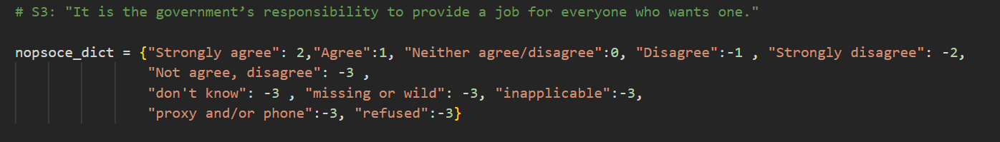 # S3: "It is the government’s responsibility to provide a job for everyone who wants one."
nopsoce_dict = {"Strongly agree": 2,"Agree":1, "Neither agree/disagree":0, "Disagree":-1 , "Strongly disagree": -2,
"Not agree, disagree": -3 ,
"don't know": -3 , "missing or wild": -3, "inapplicable":-3,
"proxy and/or phone":-3, "refused":-3}